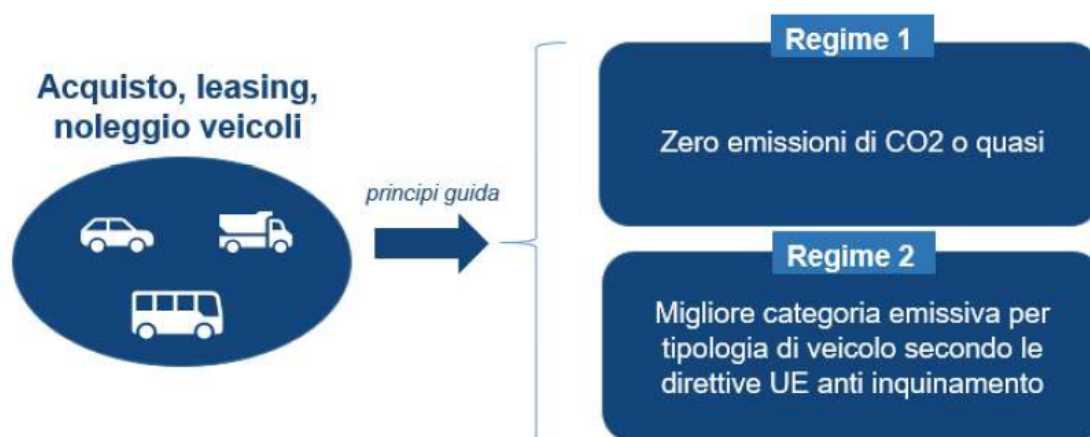 Acquisto, leasing,
noleggio veicoli
principi guida
Regime 1
Zero emissioni di CO2 o quasi
Regime 2
Migliore categoria emissiva per
tipologia di veicolo secondo le
direttive UE anti inquinamento